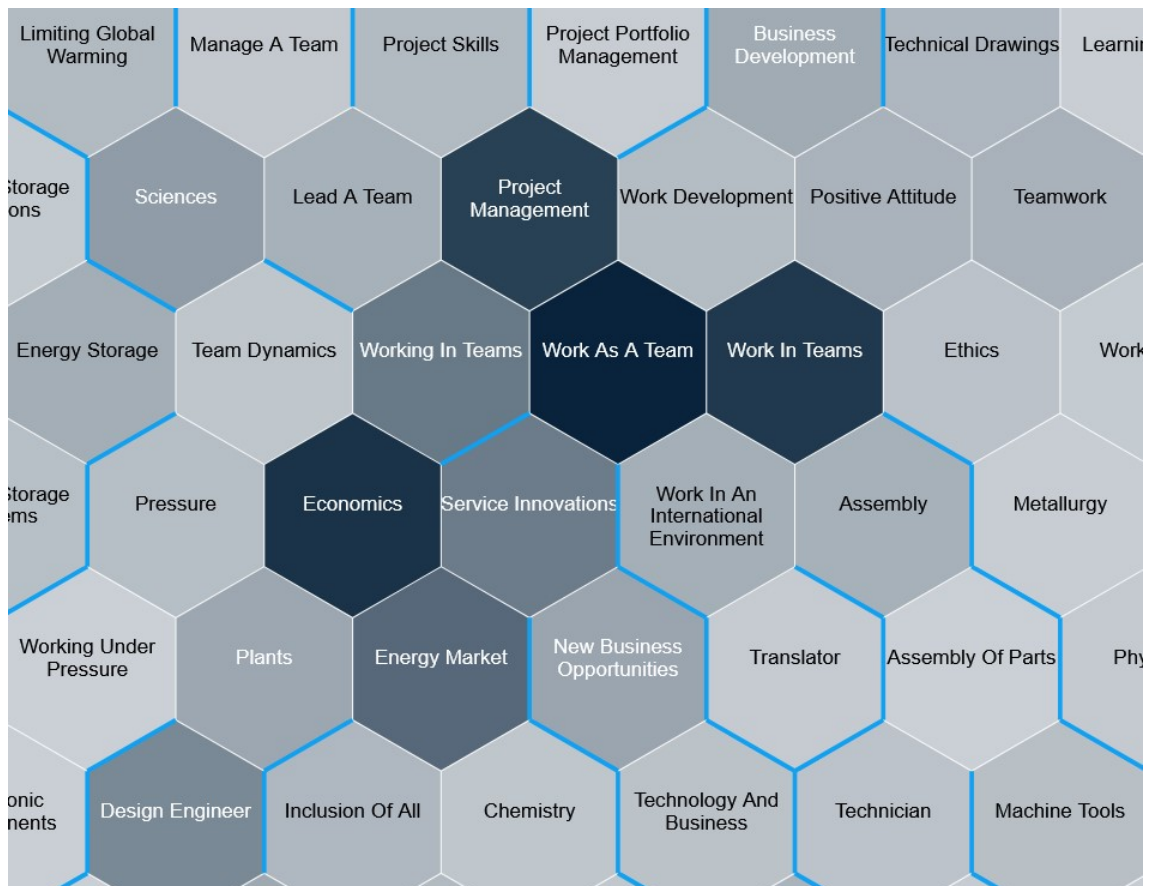 Limiting Global
Warming
Manage A Team
Project Skills
Project Portfolio
Management
Business
Development
Technical Drawings
Storage
Sciences
Lead A Team
Project
Management
Work Development
Positive Attitude
Teamwork
Energy Storage
Team Dynamics
Working In Teams
Work As A Team
Work In Teams
Ethics
Work
Storage
Pressure
Economics
Service Innovations
Work In An
International
Environment
Assembly
Metallurgy
Working Under
Pressure
Plants
Energy Market
New Business
Opportunities
Translator
Assembly Of Parts
Design Engineer
Inclusion Of All
Chemistry
Technology And
Business
Technician
Machine Tools